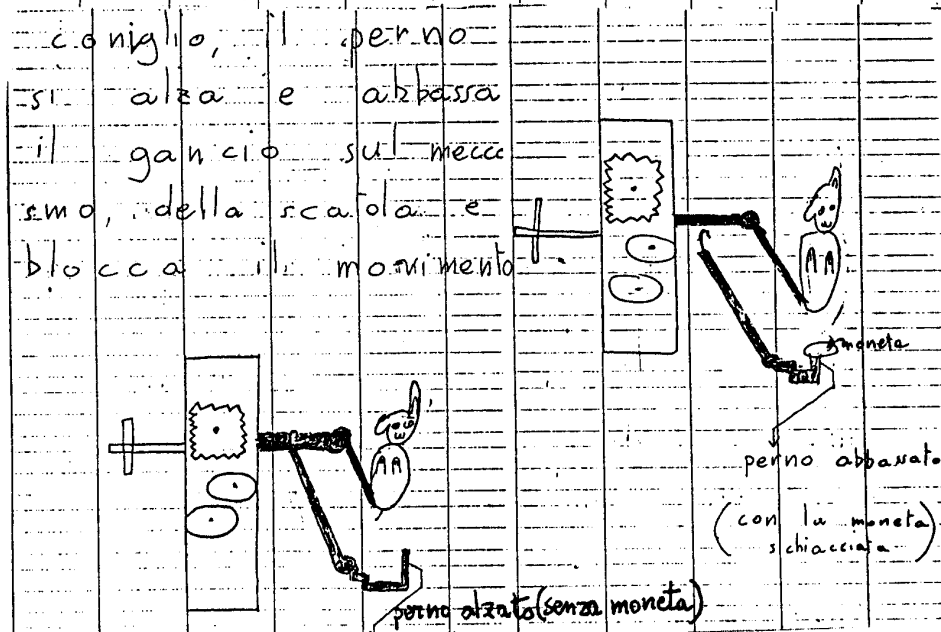 coniglio, il perno
si alza e abbassa
il gancio sul mecca
smo, della scatola e
blocca il movimento
moneta
perno abbassato
(con la moneta
schiacciata)
perno alzato (senza moneta)